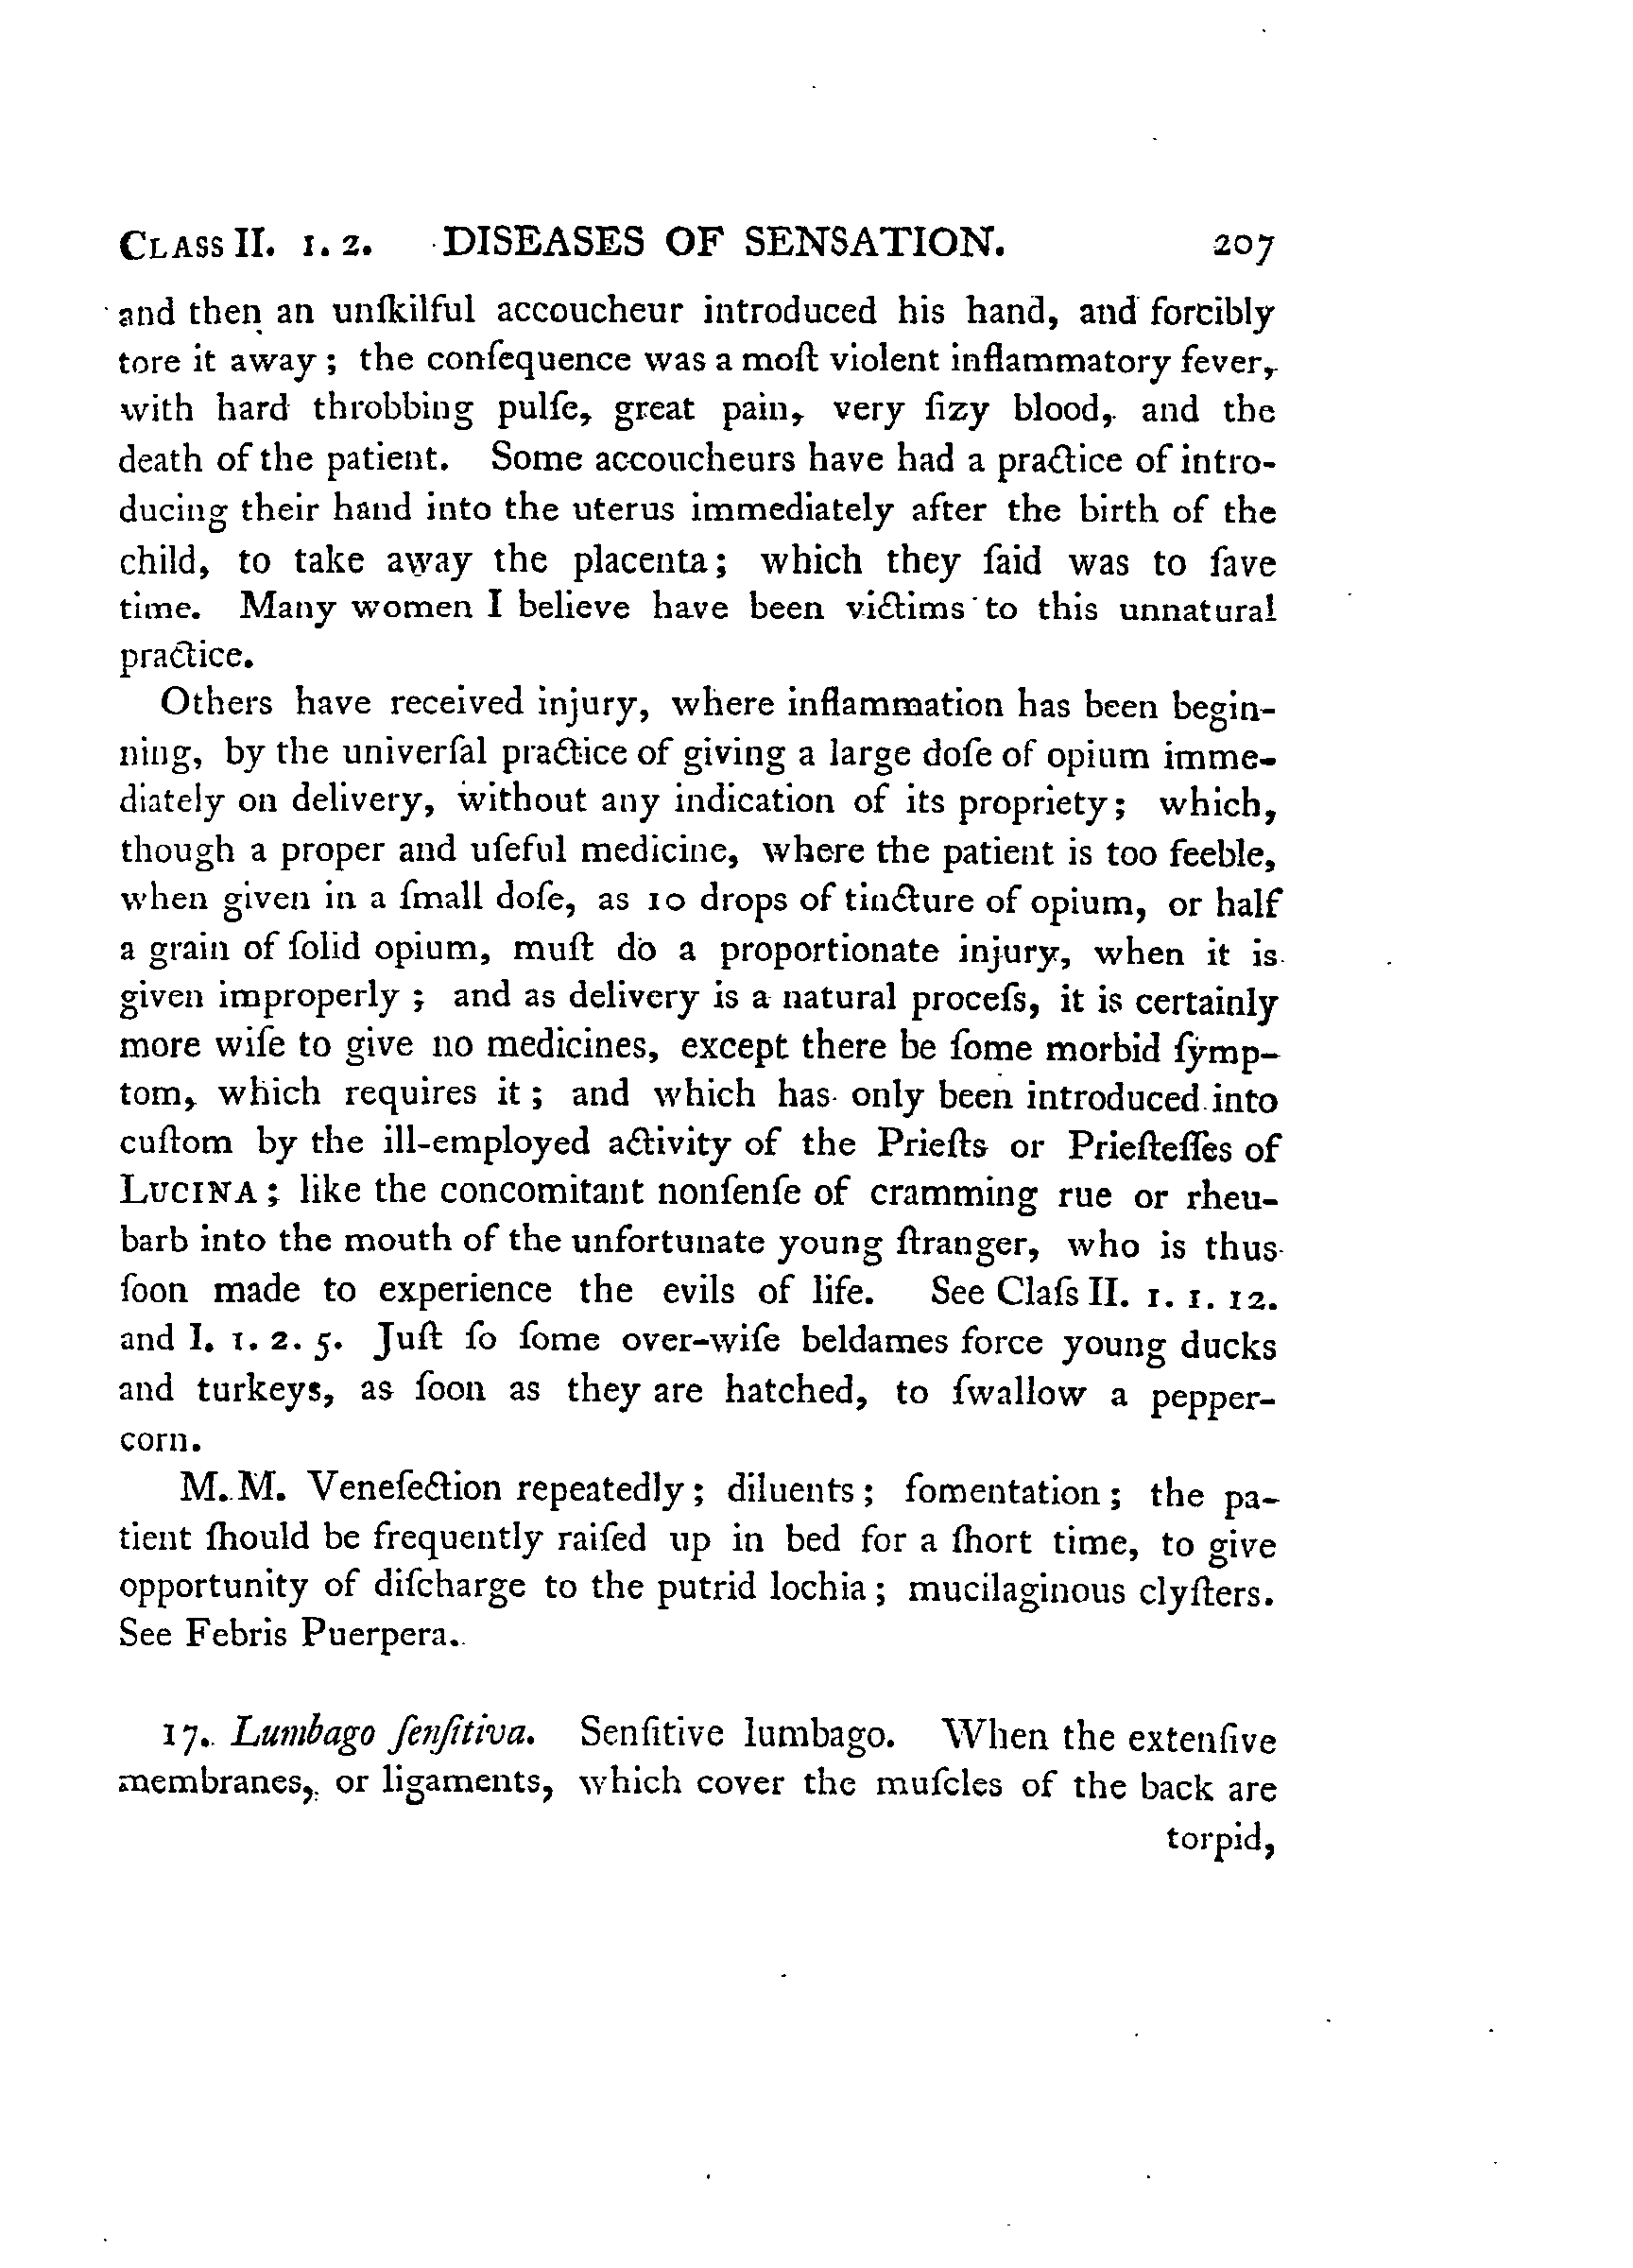 CLASS II. 1. 2. DISEASES OF SENSATION. 207
and then an unſkilful accoucheur introduced his hand, and forcibly
tore it away ; the conſequence was a moſt violent inflammatory fever,
with hard throbbing pulſe, great pain, very ſizy blood, and the
death of the patient. Some accoucheurs have had a practice of intro-
ducing their hand into the uterus immediately after the birth of the
child, to take away the placenta; which they ſaid was to ſave
time. Many women I believe have been victims to this unnatural
practice.
Others have received injury, where inflammation has been begin-
ning, by the univerſal practice of giving a large doſe of opium imme-
diately on delivery, without any indication of its propriety; which,
though a proper and uſeful medicine, where the patient is too feeble,
when given in a ſmall doſe, as 10 drops of tincture of opium, or half
a grain of ſolid opium, muſt do a proportionate injury, when it is
given improperly ; and as delivery is a natural proceſs, it is certainly
more wiſe to give no medicines, except there be ſome morbid ſymp-
tom, which requires it ; and which has only been introduced into
cuſtom by the ill-employed activity of the Prieſts or Prieſteſſes of
LUCINA ; like the concomitant nonſenſe of cramming rue or rheu-
barb into the mouth of the unfortunate young ſtranger, who is thus
ſoon made to experience the evils of life. See Claſs II. 1. 1. 12.
and I. 1. 2. 5. Juſt ſo ſome over-wiſe beldames force young ducks
and turkeys, as ſoon as they are hatched, to ſwallow a pepper-
corn.
M. M. Veneſection repeatedly ; diluents ; fomentation ; the pa-
tient ſhould be frequently raiſed up in bed for a ſhort time, to give
opportunity of diſcharge to the putrid lochia ; mucilaginous clyſters.
See Febris Puerpera.
17. Lumbago ſenſitiva. Senſitive lumbago. When the extenſive
membranes, or ligaments, which cover the muſcles of the back are
torpid,